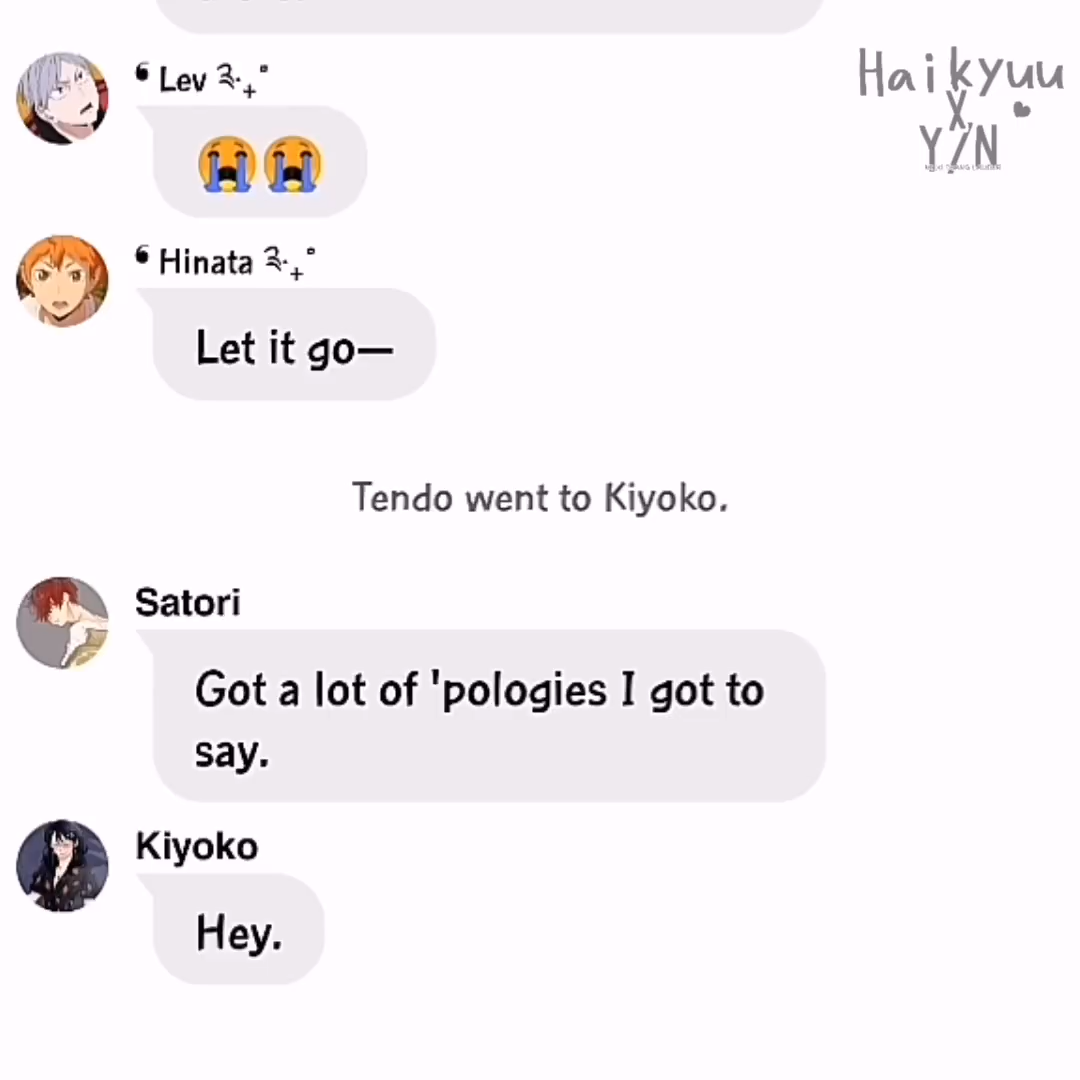 ❛ Lev ༉‧₊˚
😭😭
Haikyuu
X
Y/N
❛ Hinata ༉‧₊˚
Let it go—
Tendo went to Kiyoko.
Satori
Got a lot of 'pologies I got to
say.
Kiyoko
Hey.